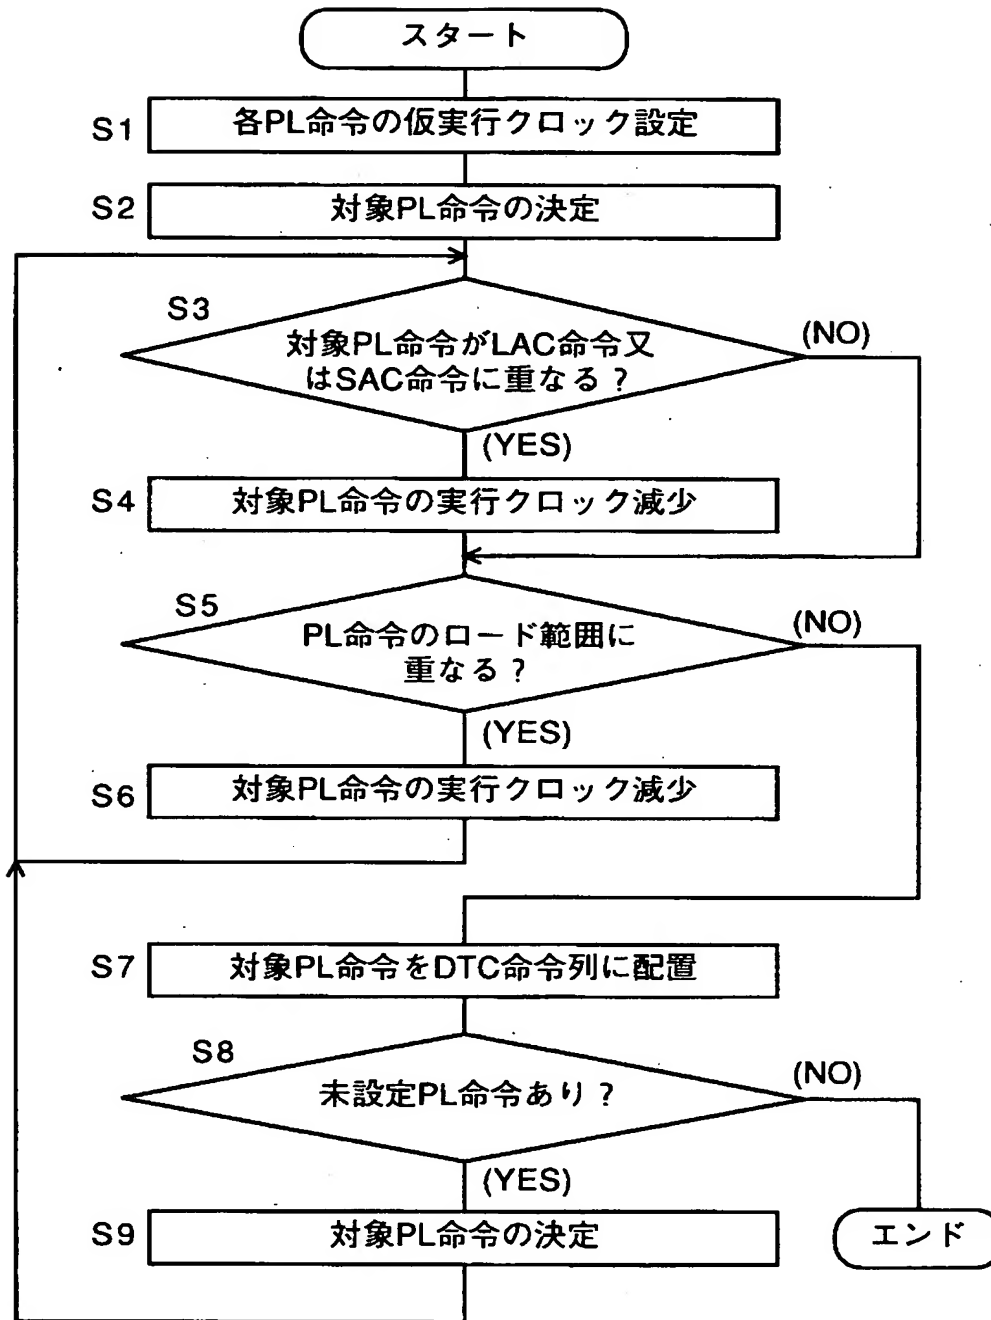 スタート
S1 各PL命令の仮実行クロック設定
S2 対象PL命令の決定
S3
対象PL命令がLAC命令又
はSAC命令に重なる?
(NO)
(YES)
S4 対象PL命令の実行クロック減少
S5
PL命令のロード範囲に
重なる?
(NO)
(YES)
S6 対象PL命令の実行クロック減少
S7 対象PL命令をDTC命令列に配置
S8
未設定PL命令あり?
(NO)
(YES)
S9 対象PL命令の決定
エンド